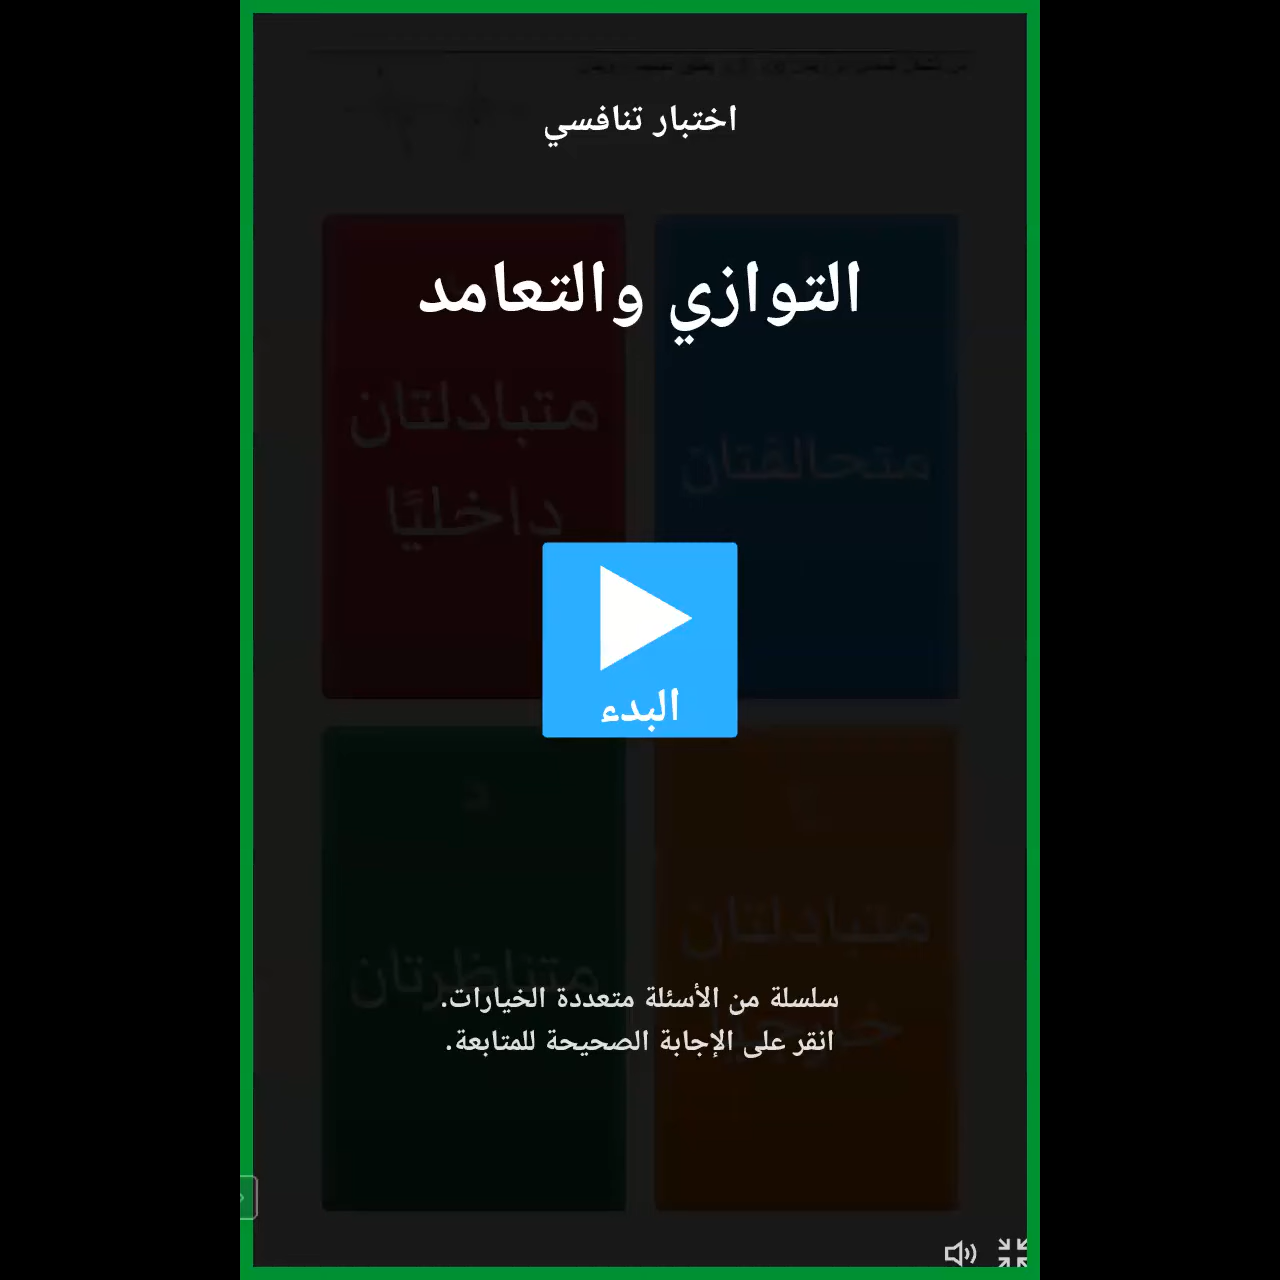 اختبار تنافسي
التوازي والتعامد
متحالفتان
متبادلتان
داخليًا
البدء
د
متبادلتان
متناظرتان
سلسلة من الأسئلة متعددة الخيارات.
انقر على الإجابة الصحيحة للمتابعة.